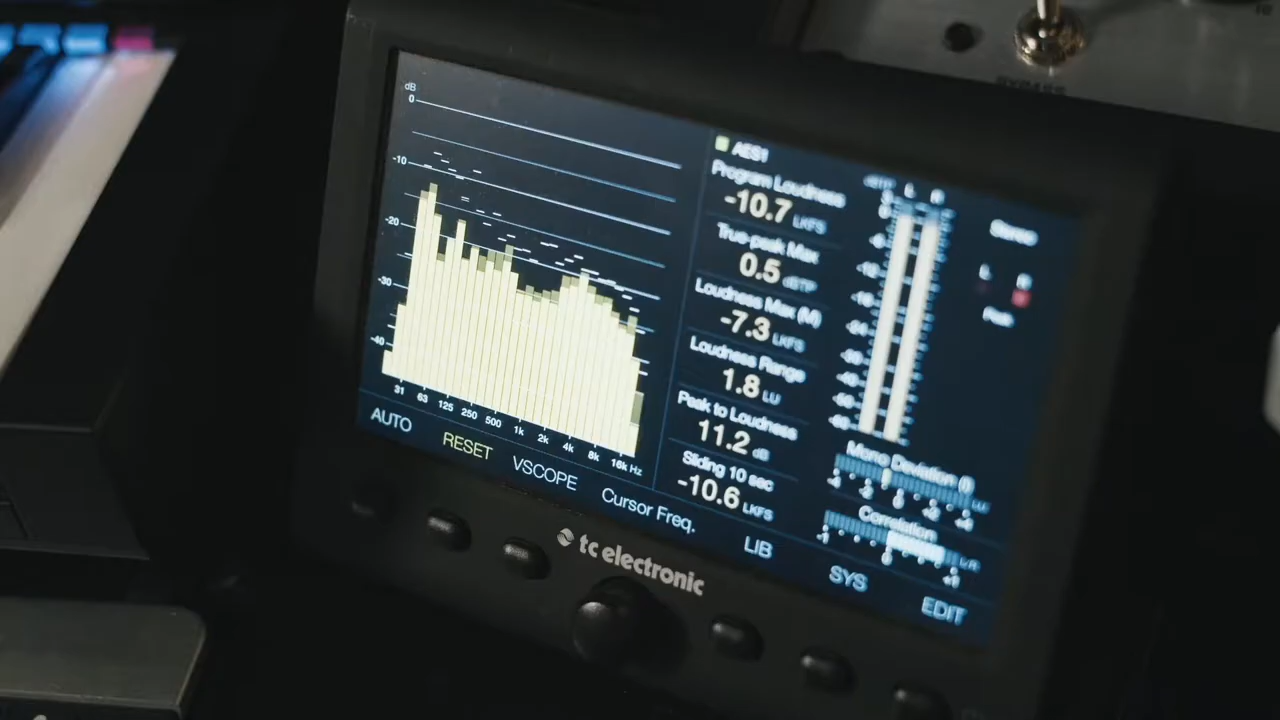 dB
0
-10
-20
-30
-40
31 63 125 250 500 1k 2k 4k 8k 16k Hz
AES1
Program Loudness
-10.7 LKFS
True-peak Max
0.5 dBTP
Loudness Max (M)
-7.3 LKFS
Loudness Range
1.8 LU
Peak to Loudness
11.2 dB
Sliding 10 sec
-10.6 LKFS
L R
Stereo
L R
Peak
Mono Deviation (I)
Correlation
AUTO RESET VSCOPE Cursor Freq. LIB SYS EDIT
tc electronic